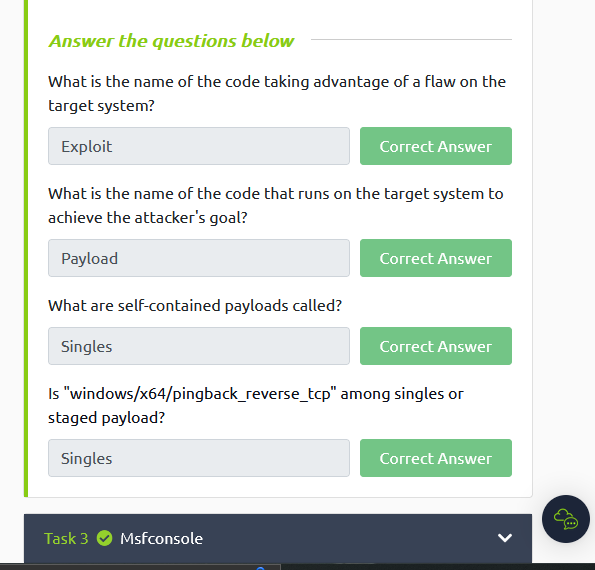 Answer the questions below
What is the name of the code taking advantage of a flaw on the
target system?
Exploit
Correct Answer
What is the name of the code that runs on the target system to
achieve the attacker's goal?
Payload
Correct Answer
What are self-contained payloads called?
Singles
Correct Answer
Is "windows/x64/pingback_reverse_tcp" among singles or
staged payload?
Singles
Correct Answer
Task 3 Msfconsole